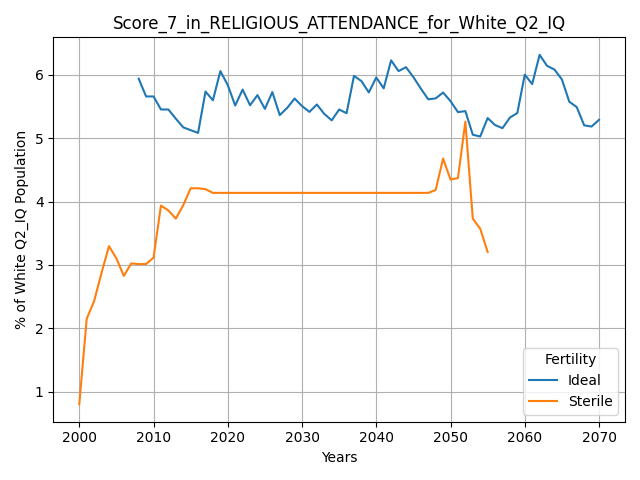 Score_7_in_RELIGIOUS_ATTENDANCE_for_White_Q2_IQ
% of White Q2_IQ Population
6
5
4
3
2
1
2000 2010 2020 2030 2040 2050 2060 2070
Years
Fertility
Ideal
Sterile